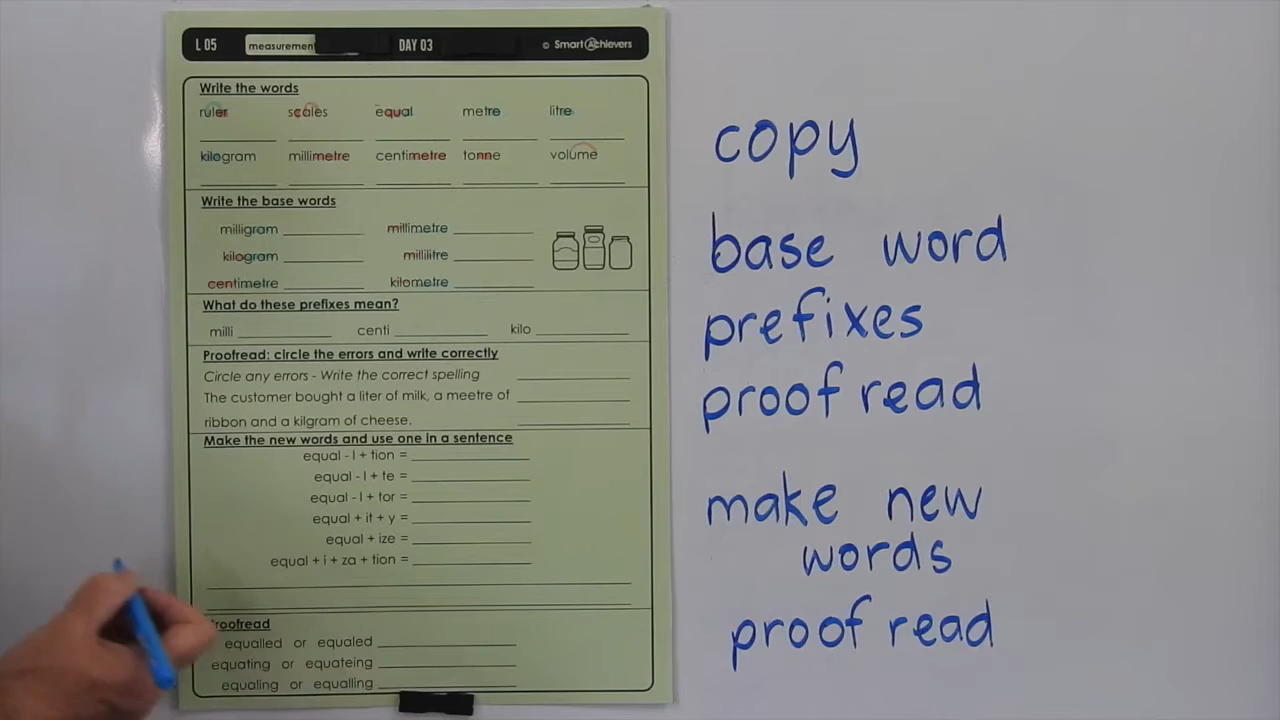 L 05 measurement DAY 03 © Smart Achievers
Write the words
ruler scales equal metre litre
kilogram millimetre centimetre tonne volume
Write the base words
milligram millimetre
kilogram millilitre
centimetre kilometre
What do these prefixes mean?
milli centi kilo
Proofread: circle the errors and write correctly
Circle any errors - Write the correct spelling
The customer bought a liter of milk, a meetre of
ribbon and a kilgram of cheese.
Make the new words and use one in a sentence
equal - l + tion =
equal - l + te =
equal - l + tor =
equal + it + y =
equal + ize =
equal + i + za + tion =
Proofread
equalled or equaled
equating or equateing
equaling or equalling
copy
base word
prefixes
proof read
make new
words
proof read